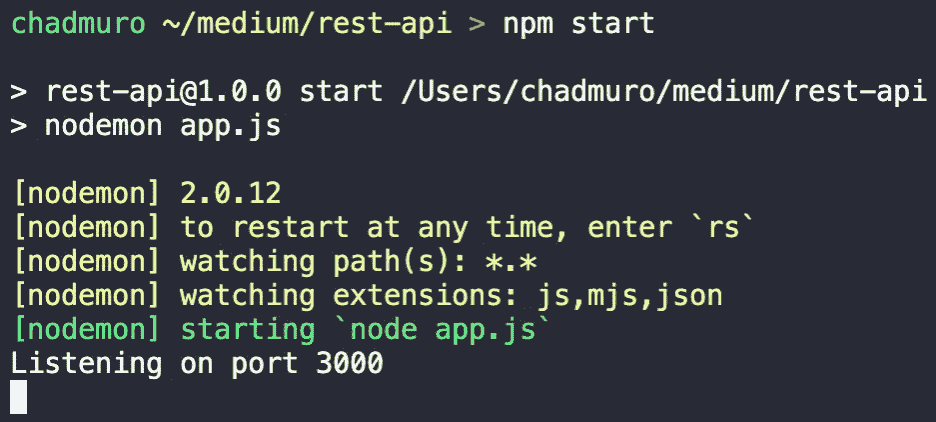 chadmuro ~/medium/rest-api > npm start
> rest-api@1.0.0 start /Users/chadmuro/medium/rest-api
> nodemon app.js
[nodemon] 2.0.12
[nodemon] to restart at any time, enter `rs`
[nodemon] watching path(s): *.*
[nodemon] watching extensions: js,mjs,json
[nodemon] starting `node app.js`
Listening on port 3000